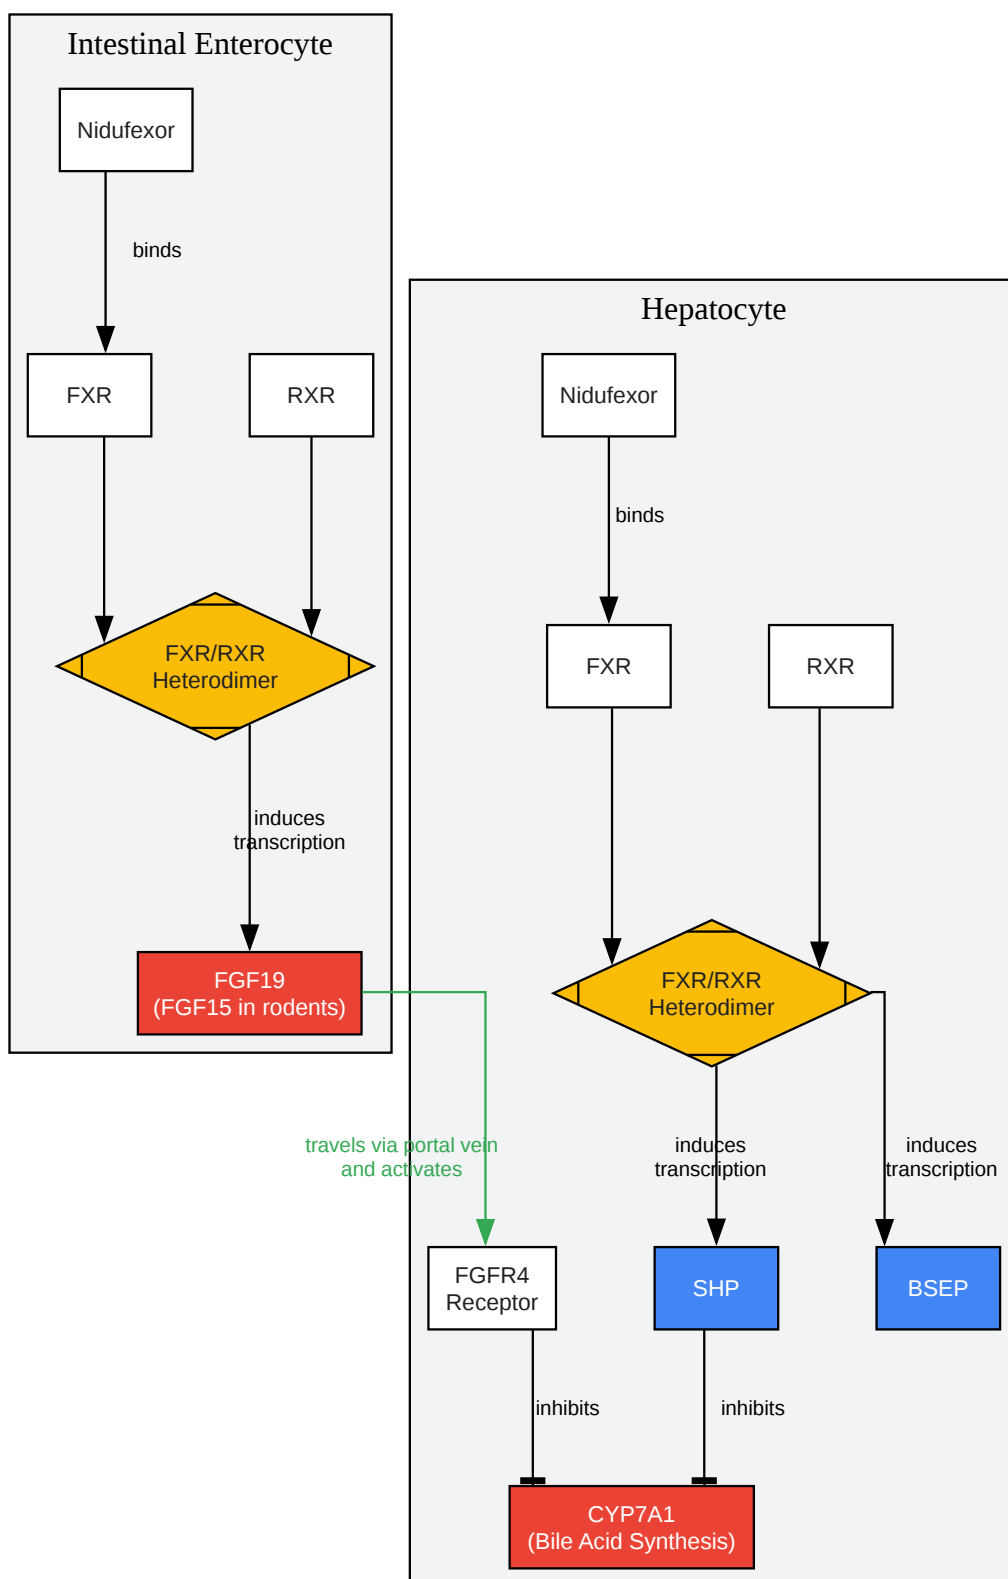 Intestinal Enterocyte
Nidufexor
binds
FXR
RXR
FXR/RXR
Heterodimer
induces
transcription
FGF19
(FGF15 in rodents)
travels via portal vein
and activates
Hepatocyte
Nidufexor
binds
FXR
RXR
FXR/RXR
Heterodimer
induces
transcription
induces
transcription
FGFR4
Receptor
SHP
BSEP
inhibits
inhibits
CYP7A1
(Bile Acid Synthesis)